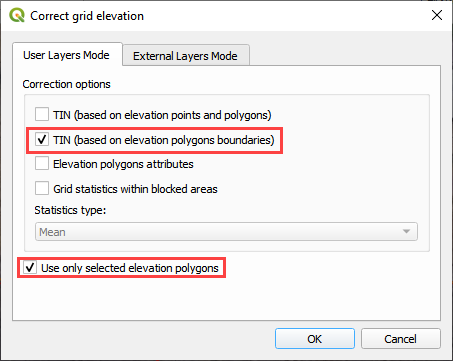 Correct grid elevation
User Layers Mode
External Layers Mode
Correction options
TIN (based on elevation points and polygons)
TIN (based on elevation polygons boundaries)
Elevation polygons attributes
Grid statistics within blocked areas
Statistics type:
Mean
Use only selected elevation polygons
OK
Cancel